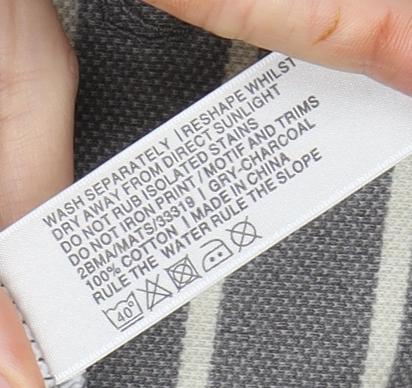 WASH SEPARATELY | RESHAPE WHILST
DRY AWAY FROM DIRECT SUNLIGHT
DO NOT RUB ISOLATED STAINS
DO NOT IRON PRINT / MOTIF AND TRIMS
2BMA/MATS/33319 | GREY-CHARCOAL
100% COTTON | MADE IN CHINA
RULE THE WATER RULE THE SLOPE
40°